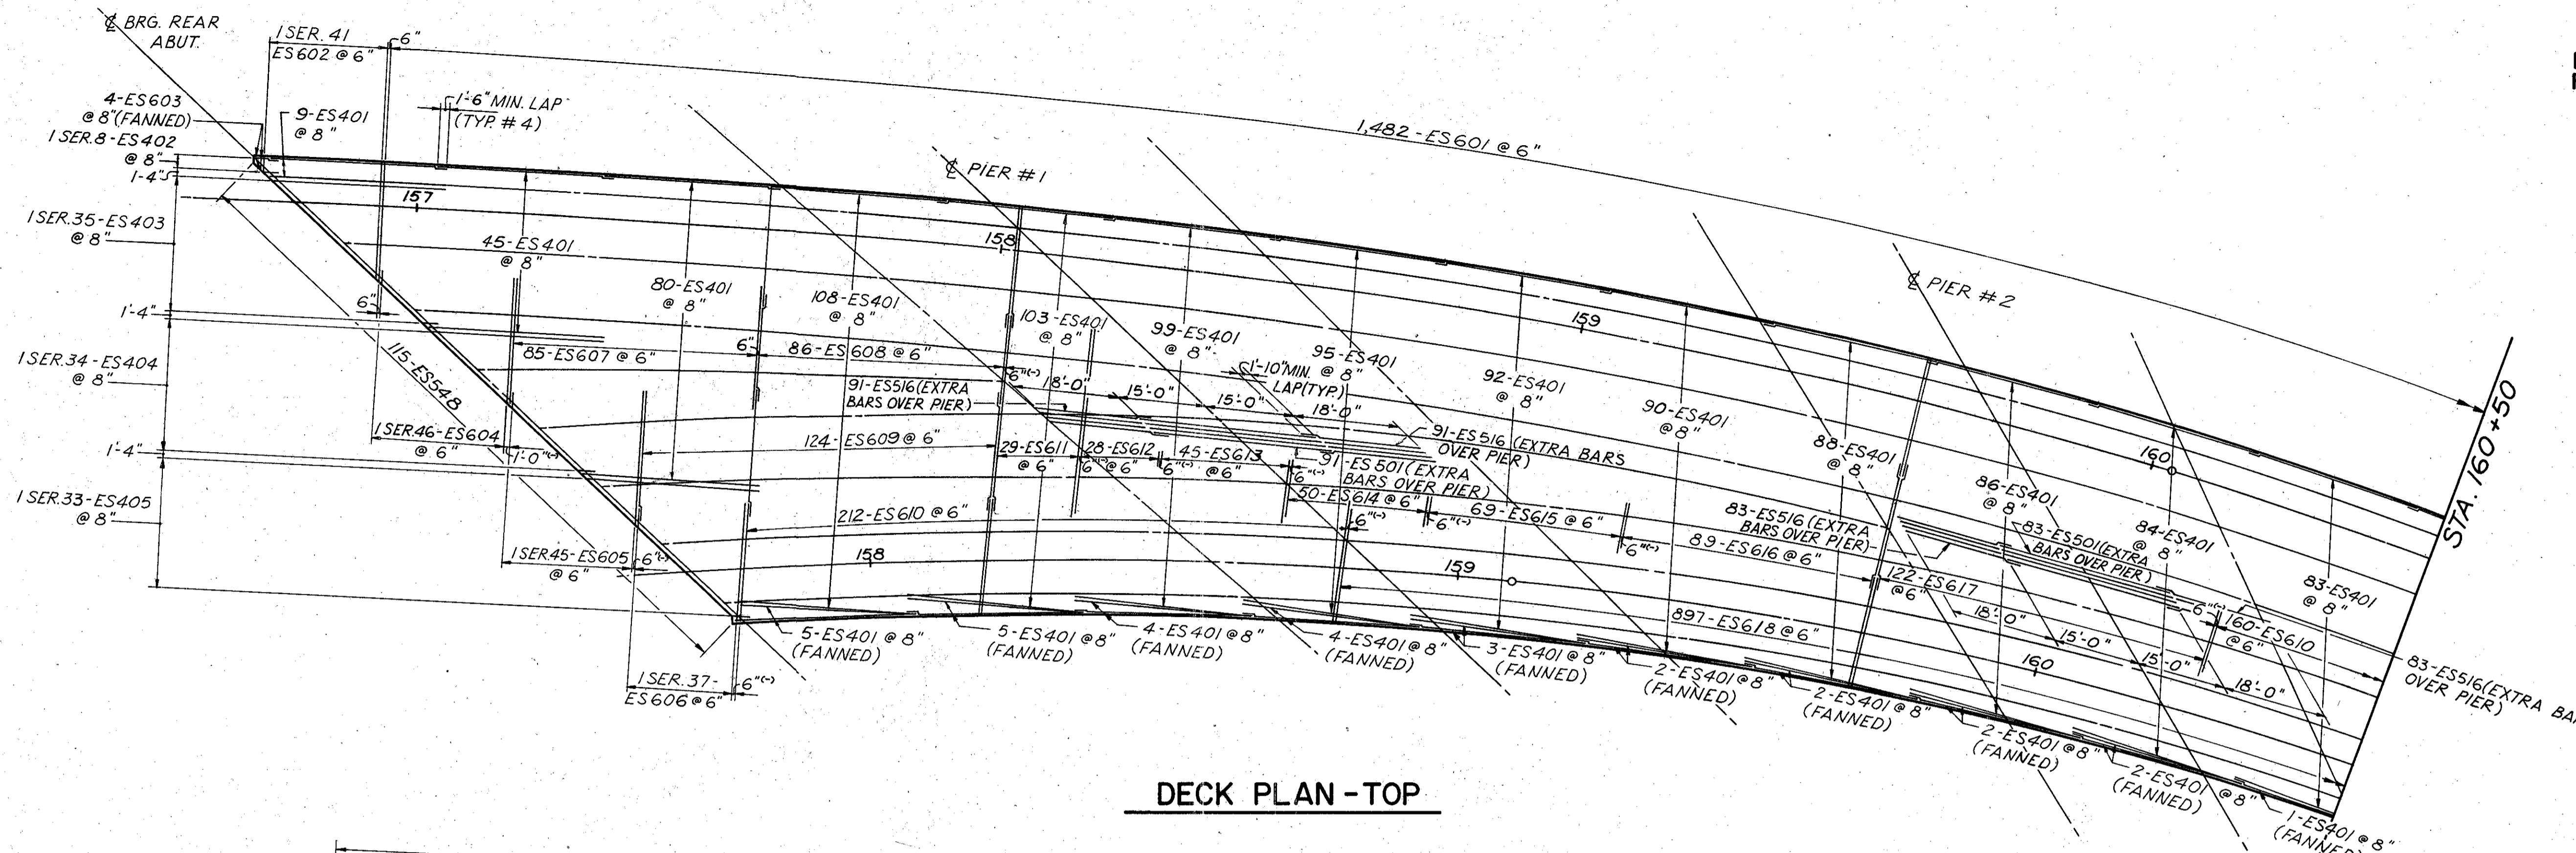 ℄ BRG. REAR
ABUT.
1 SER. 41
ES602 @ 6"
6"
4-ES603
@ 8"(FANNED)
1 SER. 8-ES402
@ 8"
1'-4"
9-ES401
@ 8"
1'-6" MIN. LAP
(TYP. # 4)
1,482-ES601 @ 6"
℄ PIER #1
℄ PIER #2
STA. 160+50
157
158
159
160
1 SER. 35-ES403
@ 8"
45-ES401
@ 8"
6"
1'-4"
1 SER. 34-ES404
@ 8"
115-ES548
85-ES607 @ 6"
80-ES401
@ 8"
6"
108-ES401
@ 8"
86-ES608 @ 6"
103-ES401
@ 8"
99-ES401
@ 8"
95-ES401
@ 8"
1'-10" MIN.
LAP (TYP.)
92-ES401
@ 8"
90-ES401
@ 8"
88-ES401
@ 8"
86-ES401
@ 8"
84-ES401
@ 8"
83-ES401
@ 8"
91-ES516 (EXTRA
BARS OVER PIER)
6"(-)
18'-0"
15'-0"
15'-0"
18'-0"
91-ES516 (EXTRA BARS
OVER PIER)
91-ES501 (EXTRA
BARS OVER PIER)
1 SER. 46-ES604
@ 6"
1'-0"(-)
1'-4"
1 SER. 33-ES405
@ 8"
124-ES609 @ 6"
29-ES611
@ 6"
6"(-)
28-ES612
@ 6"
6"(-)
45-ES613
@ 6"
6"(-)
50-ES614 @ 6"
6"(-)
69-ES615 @ 6"
6"(-)
83-ES516 (EXTRA
BARS OVER PIER)
89-ES616 @ 6"
83-ES501 (EXTRA
BARS OVER PIER)
122-ES617
@ 6"
18'-0"
15'-0"
15'-0"
18'-0"
6"(-)
160-ES610
@ 6"
83-ES516 (EXTRA
OVER PIER)
212-ES610 @ 6"
6"(-)
1 SER. 45-ES605
@ 6"
6"(-)
158
159
160
897-ES618 @ 6"
1 SER. 37-
ES606 @ 6"
6"(-)
5-ES401 @ 8"
(FANNED)
5-ES401 @ 8"
(FANNED)
4-ES401 @ 8"
(FANNED)
4-ES401 @ 8"
(FANNED)
3-ES401 @ 8"
(FANNED)
2-ES401 @ 8"
(FANNED)
2-ES401 @ 8"
(FANNED)
2-ES401 @ 8"
(FANNED)
2-ES401 @ 8"
(FANNED)
1-ES401 @ 8"
(FANNED)
DECK PLAN - TOP